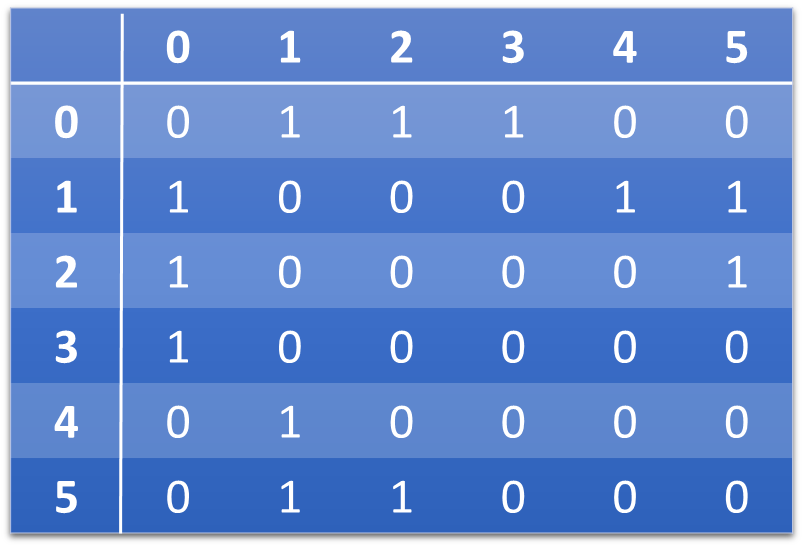 0 1 2 3 4 5
0 0 1 1 1 0 0
1 1 0 0 0 1 1
2 1 0 0 0 0 1
3 1 0 0 0 0 0
4 0 1 0 0 0 0
5 0 1 1 0 0 0